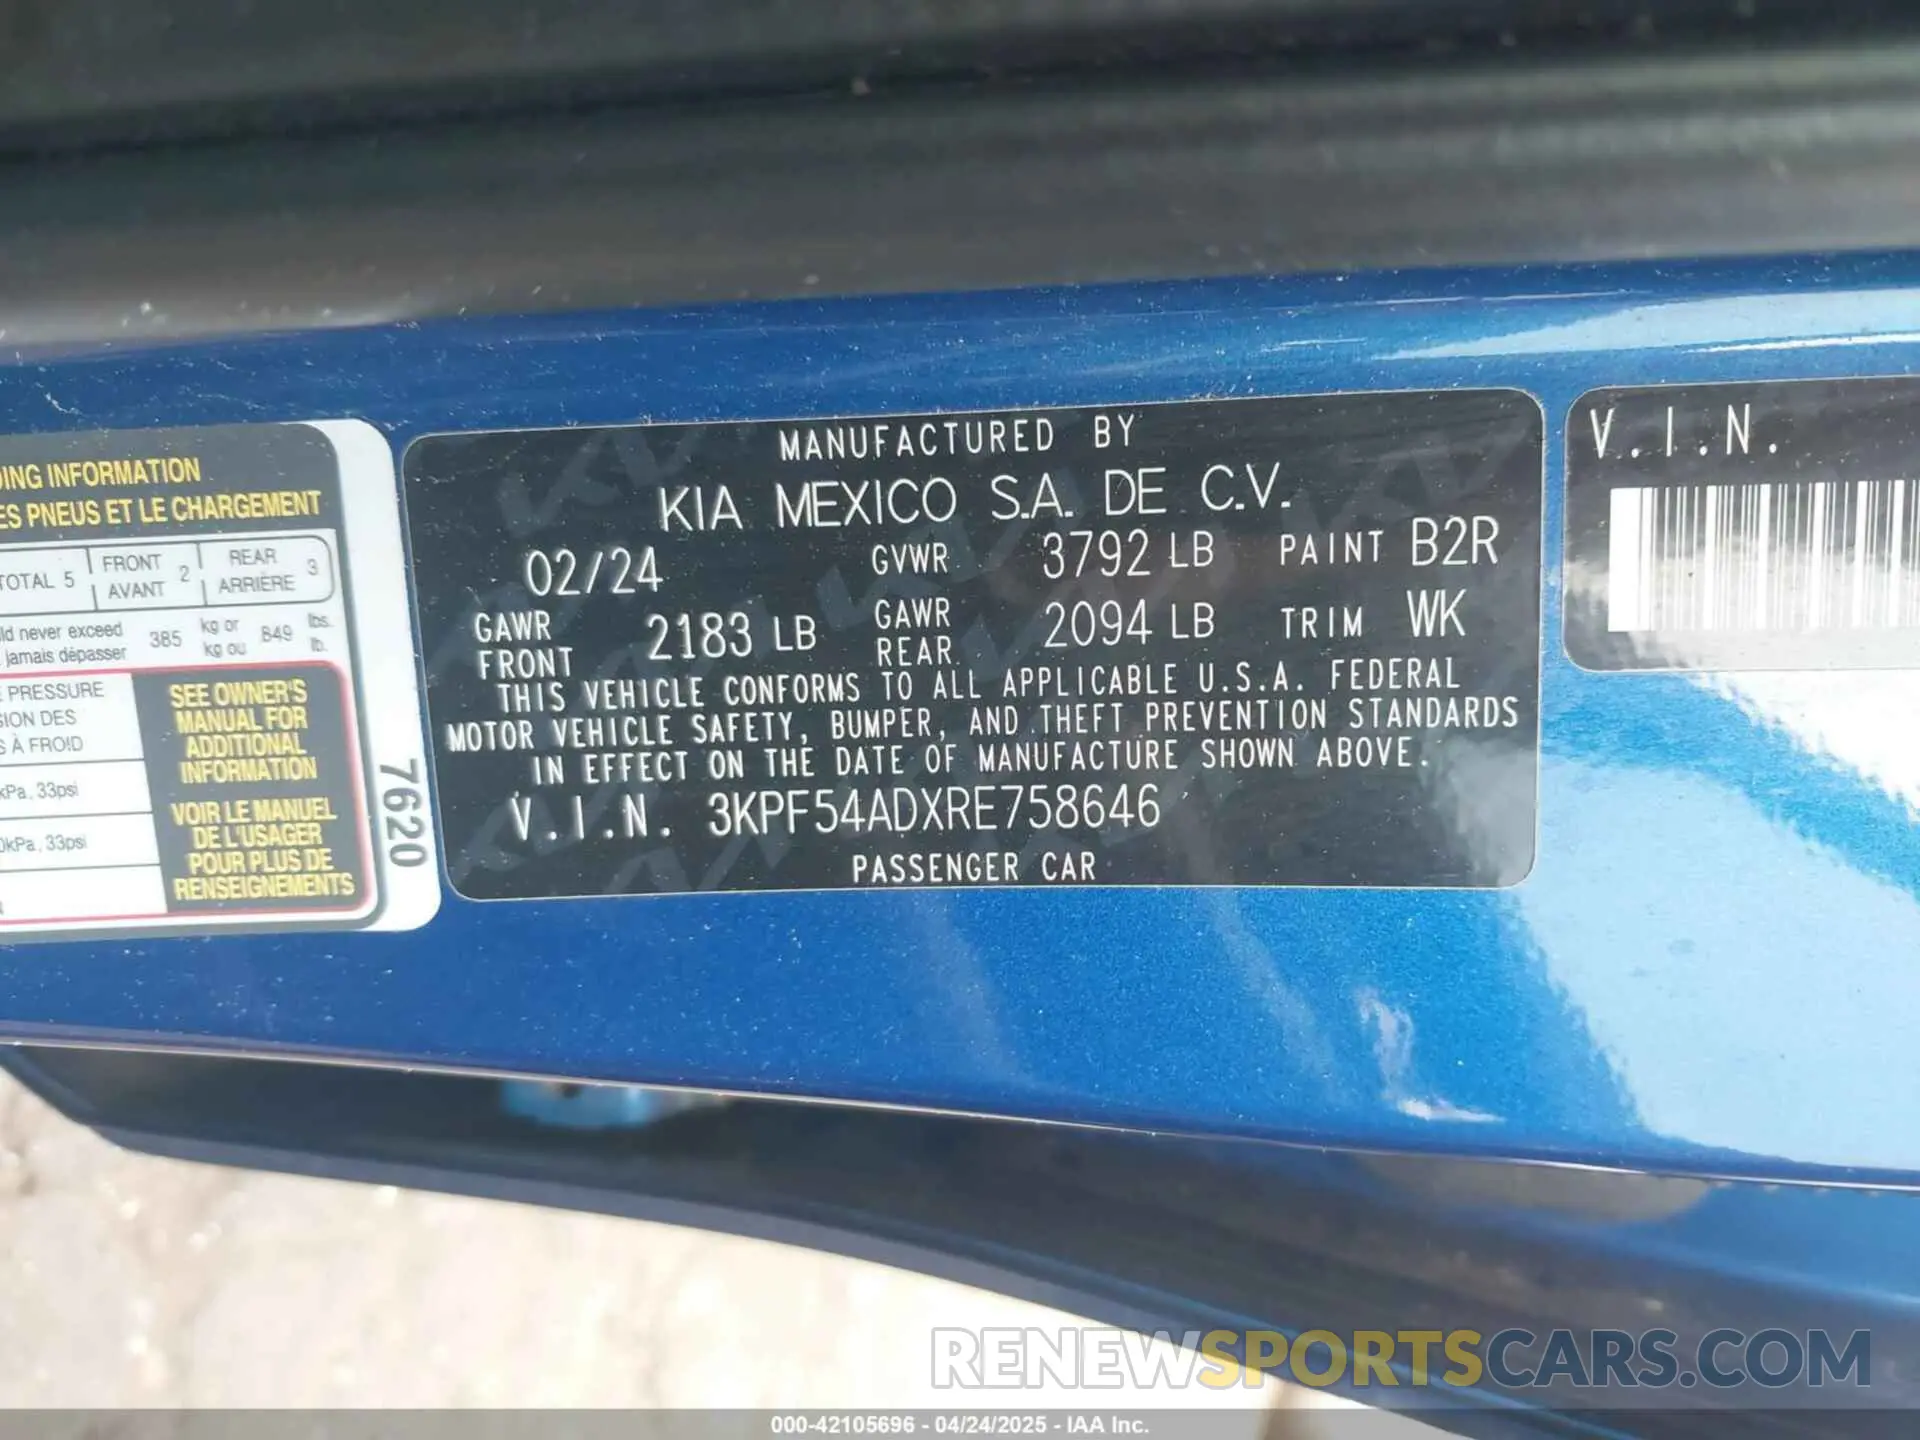 DING INFORMATION
ES PNEUS ET LE CHARGEMENT
TOTAL 5 FRONT AVANT 2 REAR ARRIÈRE 3
never exceed 385 kg or 849 lbs.
jamais dépasser kg ou lb.
PRESSURE
DES
À FROID
kPa, 33psi
kPa, 33psi
SEE OWNER'S
MANUAL FOR
ADDITIONAL
INFORMATION
VOIR LE MANUEL
DE L'USAGER
POUR PLUS DE
RENSEIGNEMENTS
7620
MANUFACTURED BY
KIA MEXICO S.A. DE C.V.
02/24 GVWR 3792 LB PAINT B2R
GAWR FRONT 2183 LB GAWR REAR 2094 LB TRIM WK
THIS VEHICLE CONFORMS TO ALL APPLICABLE U.S.A. FEDERAL
MOTOR VEHICLE SAFETY, BUMPER, AND THEFT PREVENTION STANDARDS
IN EFFECT ON THE DATE OF MANUFACTURE SHOWN ABOVE.
V.I.N. 3KPF54ADXRE758646
PASSENGER CAR
V.I.N.
RENEWSPORTSCARS.COM
000-42105696 - 04/24/2025 - IAA Inc.